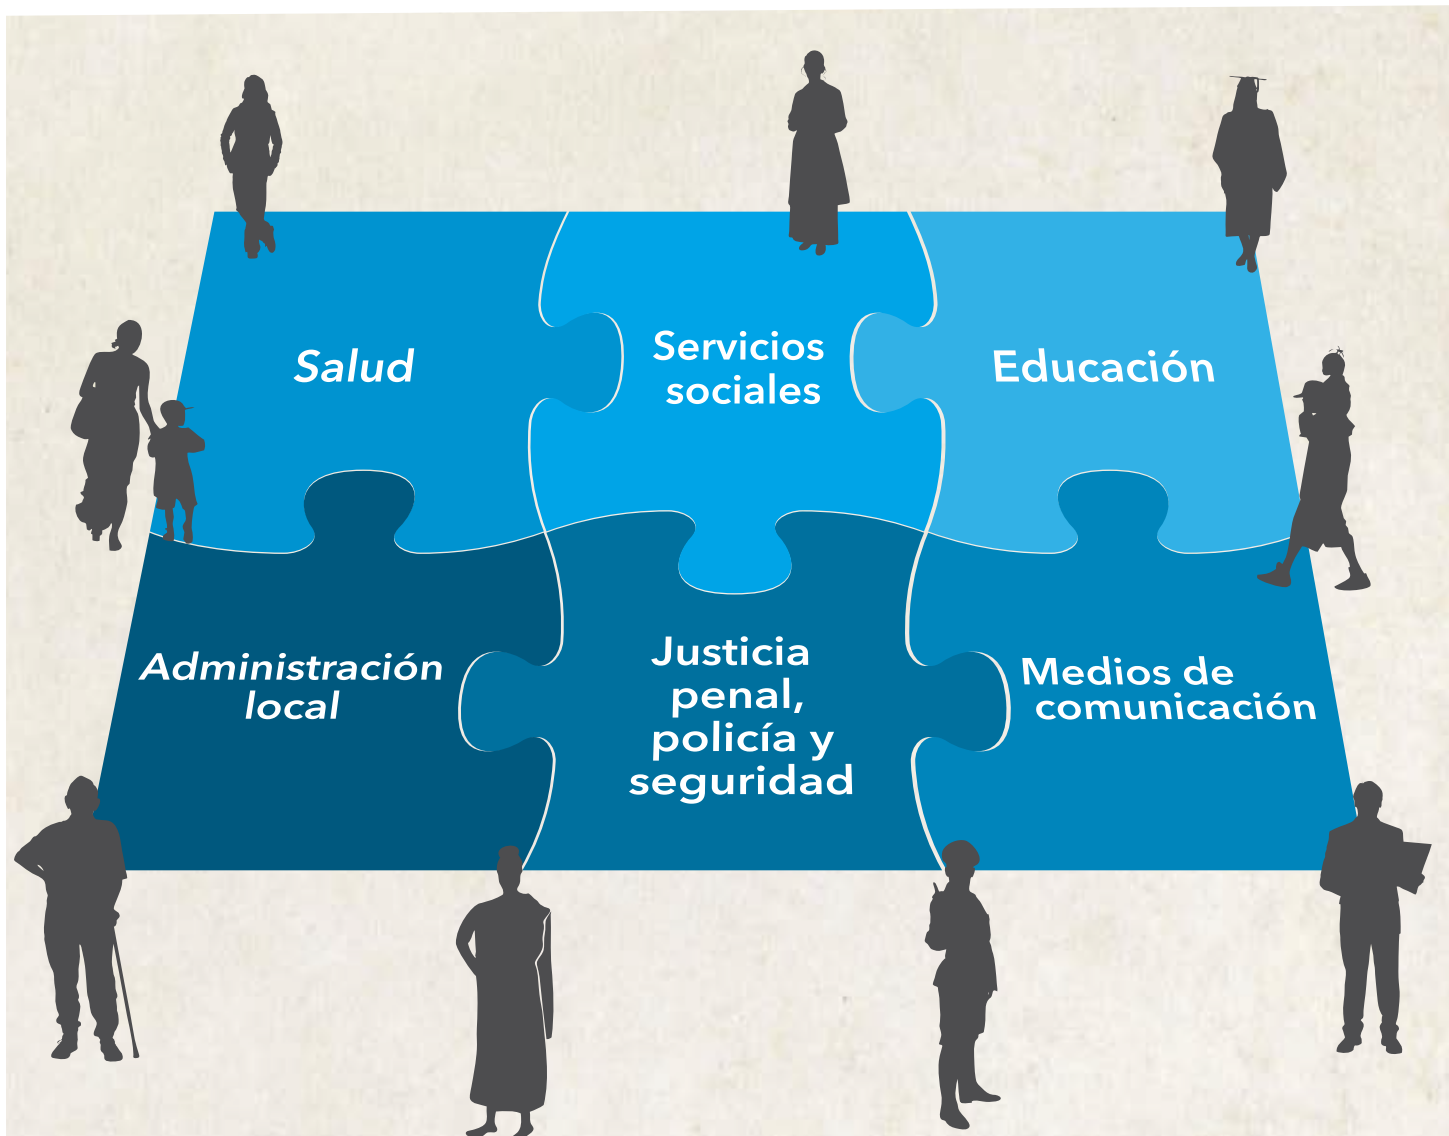 Salud
Servicios
sociales
Educación
Administración
local
Justicia
penal,
policía y
seguridad
Medios de
comunicación